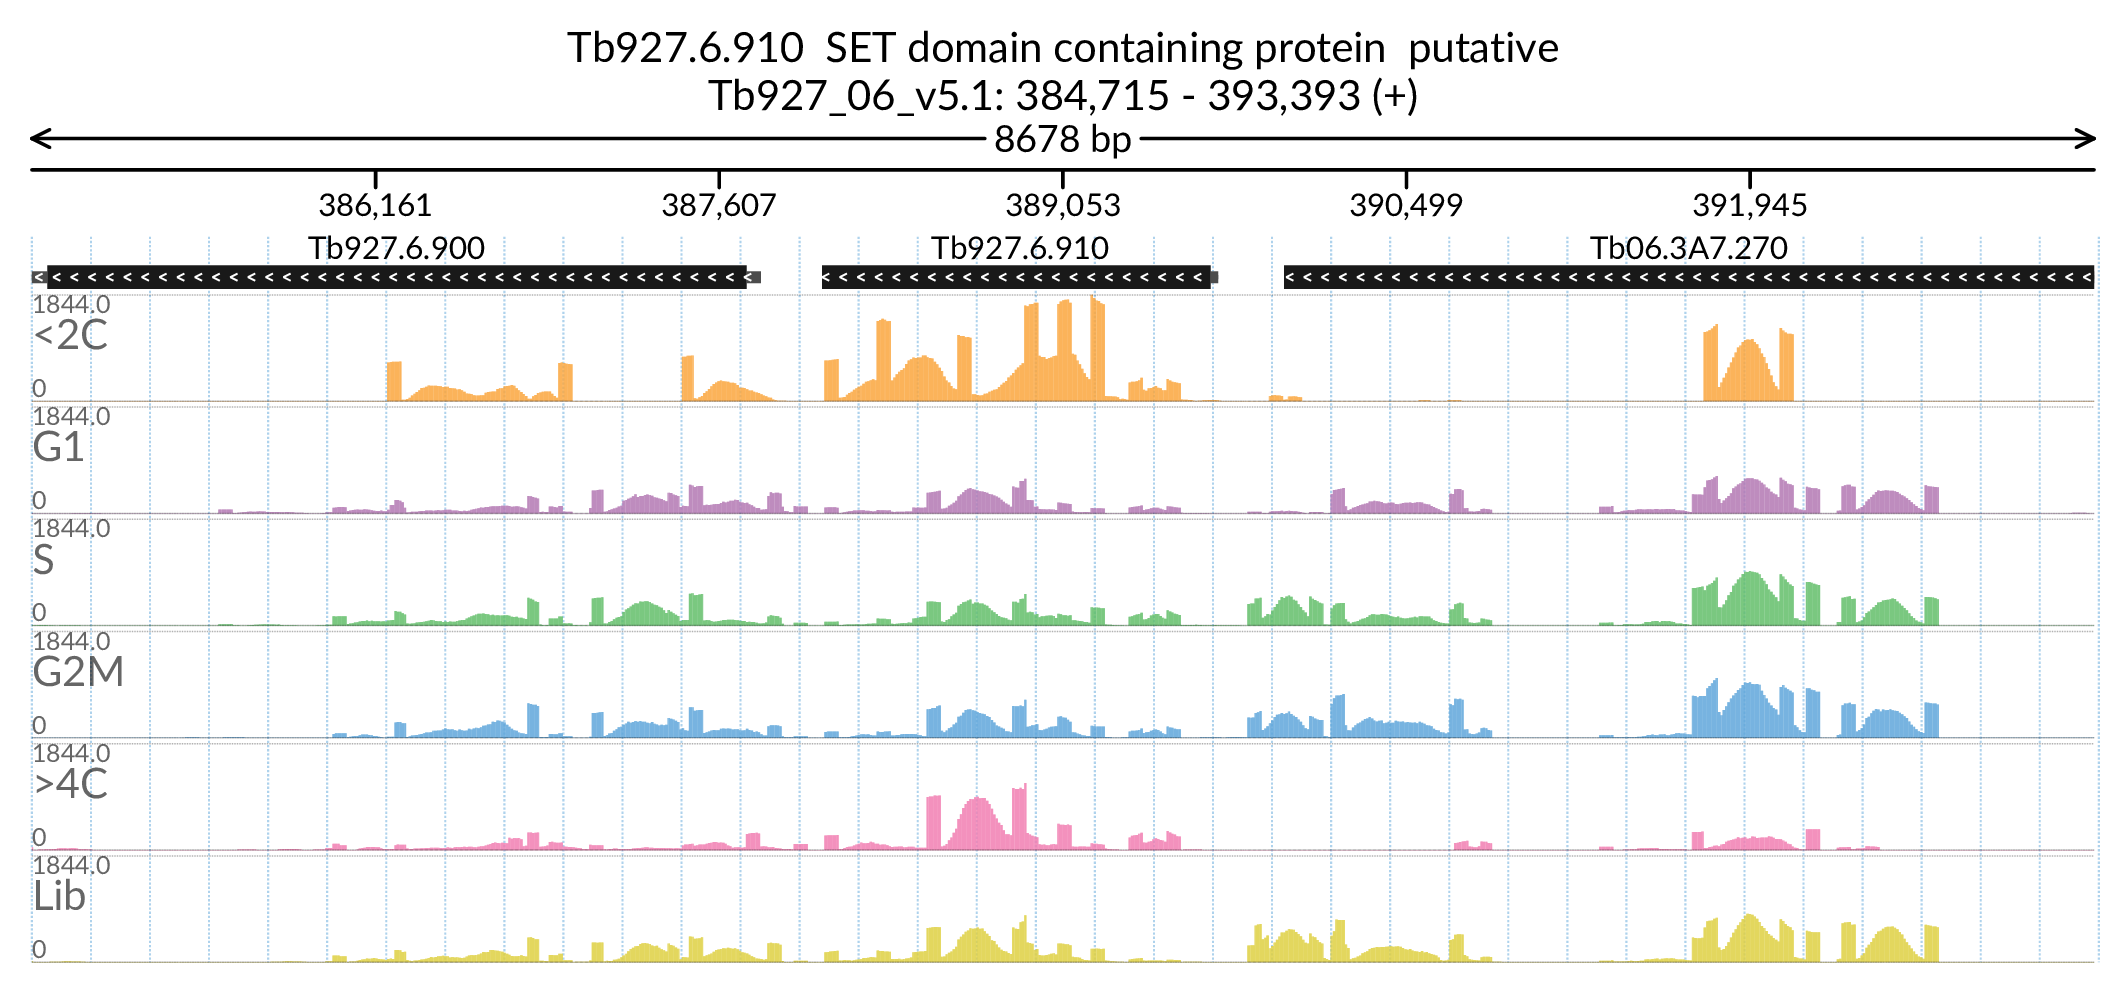 Tb927.6.910  SET domain containing protein  putative
Tb927_06_v5.1: 384,715 - 393,393 (+)
8678 bp
386,161 387,607 389,053 390,499 391,945
Tb927.6.900 Tb927.6.910 Tb06.3A7.270
1844.0
<2C
0
1844.0
G1
0
1844.0
S
0
1844.0
G2M
0
1844.0
>4C
0
1844.0
Lib
0